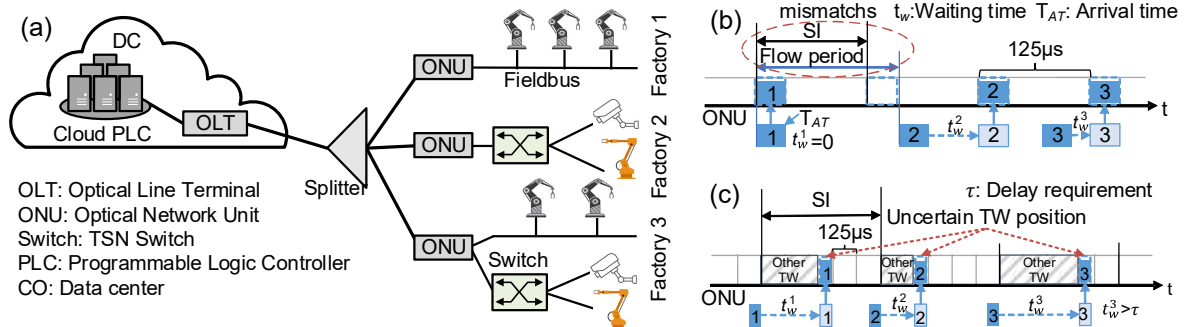 (a)
DC
Cloud PLC
OLT
Splitter
ONU
Fieldbus
Factory 1
ONU
Factory 2
ONU
Switch
Factory 3
OLT: Optical Line Terminal
ONU: Optical Network Unit
Switch: TSN Switch
PLC: Programmable Logic Controller
CO: Data center
(b)
mismatchs
t_w:Waiting time T_AT: Arrival time
SI
Flow period
125μs
1
2
3
t
ONU
T_AT
1
t_w^1=0
2
t_w^2
2
3
t_w^3
3
(c)
τ: Delay requirement
SI
Uncertain TW position
125μs
Other TW
1
Other TW
2
Other TW
3
t
ONU
1
t_w^1
1
2
t_w^2
2
3
t_w^3
3
t_w^3>τ